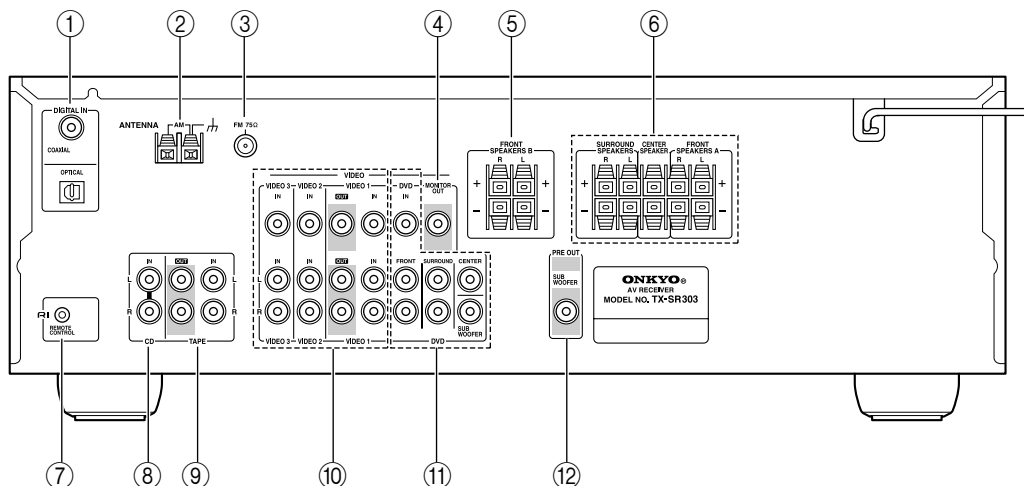 ① ② ③ ④ ⑤ ⑥
DIGITAL IN
COAXIAL
OPTICAL
ANTENNA AM
FM 75Ω
VIDEO
VIDEO 3 VIDEO 2 VIDEO 1 DVD MONITOR OUT
IN IN OUT IN IN
IN IN OUT IN FRONT SURROUND CENTER
L
R
SUB WOOFER
VIDEO 3 VIDEO 2 VIDEO 1 DVD
FRONT
SPEAKERS B
R L
+ +
− −
SURROUND SPEAKERS CENTER SPEAKER FRONT SPEAKERS A
R L R L
+ +
− −
RI
REMOTE
CONTROL
IN OUT IN
L L
R R
CD TAPE
PRE OUT
SUB
WOOFER
ONKYO®
AV RECEIVER
MODEL NO. TX-SR303
⑦ ⑧ ⑨ ⑩ ⑪ ⑫